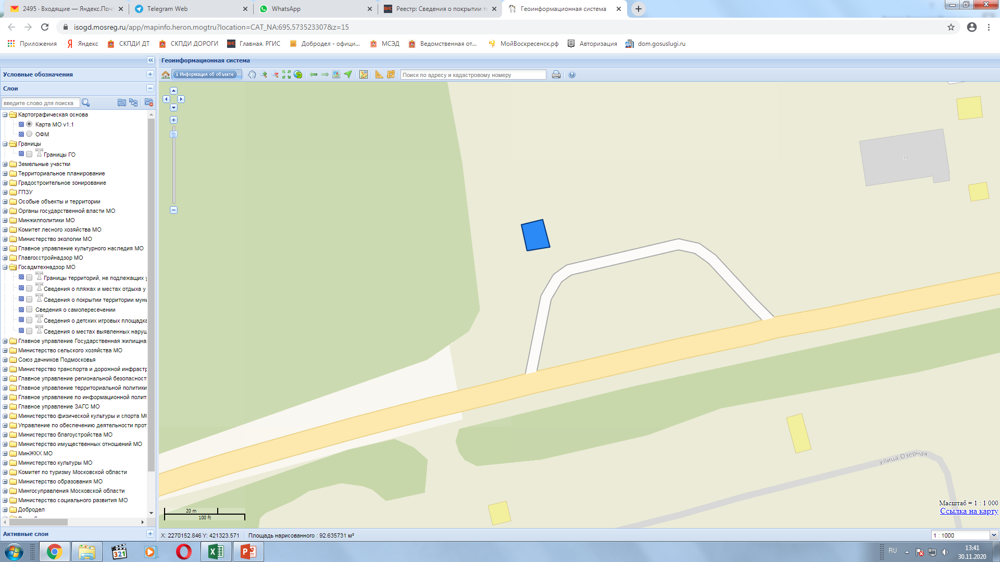 2495 · Входящие — Яндекс.Поч
Telegram Web
WhatsApp
Реестр: Сведения о покрытии т
Геоинформационная система
isogd.mosreg.ru/app/mapinfo.heron.mogtru?location=CAT_NA:695,573523307&z=15
Приложения
Яндекс
СКПДИ ДТ
СКПДИ ДОРОГИ
Главная. РГИС
Добродел - офици...
МСЭД
Ведомственная от...
МойВоскресенск.рф
Авторизация
dom.gosuslugi.ru
Геоинформационная система
Условные обозначения
Информация об объекте
Поиск по адресу и кадастровому номеру
Слои
введите слово для поиска
Картографическая основа
Карта МО v1.1
ОФМ
Границы
Границы ГО
Земельные участки
Территориальное планирование
Градостроительное зонирование
ГПЗУ
Особые объекты и территории
Органы государственной власти МО
Минжилполитики МО
Комитет лесного хозяйства МО
Министерство экологии МО
Главное управление культурного наследия МО
Главгосстройнадзор МО
Госадмтехнадзор МО
Границы территорий, не подлежащих у
Сведения о пляжах и местах отдыха у
Сведения о покрытии территории муни
Сведения о самопересечении
Сведения о детских игровых площадка
Сведения о местах выявленных наруш
Главное управление Государственная жилищна
Министерство сельского хозяйства МО
Союз дачников Подмосковья
Министерство транспорта и дорожной инфрастр
Главное управление региональной безопасност
Главное управление территориальной политики
Главное управление по информационной полит
Главное управление ЗАГС МО
Министерство физической культуры и спорта МО
Управление по обеспечению деятельности прот
Министерство благоустройства МО
Министерство имущественных отношений МО
МинЖКХ МО
Министерство культуры МО
Комитет по туризму Московской области
Министерство образования МО
Мингосуправления Московской области
Министерство социального развития МО
Добродел
Активные слои
21А
улица Озерная
20 m
100 ft
Масштаб = 1 : 1 000
Ссылка на карту
X: 2270152.846 Y: 421323.571
Площадь нарисованного : 92.635731 м²
1 : 1000
321
RU
13:41
30.11.2020